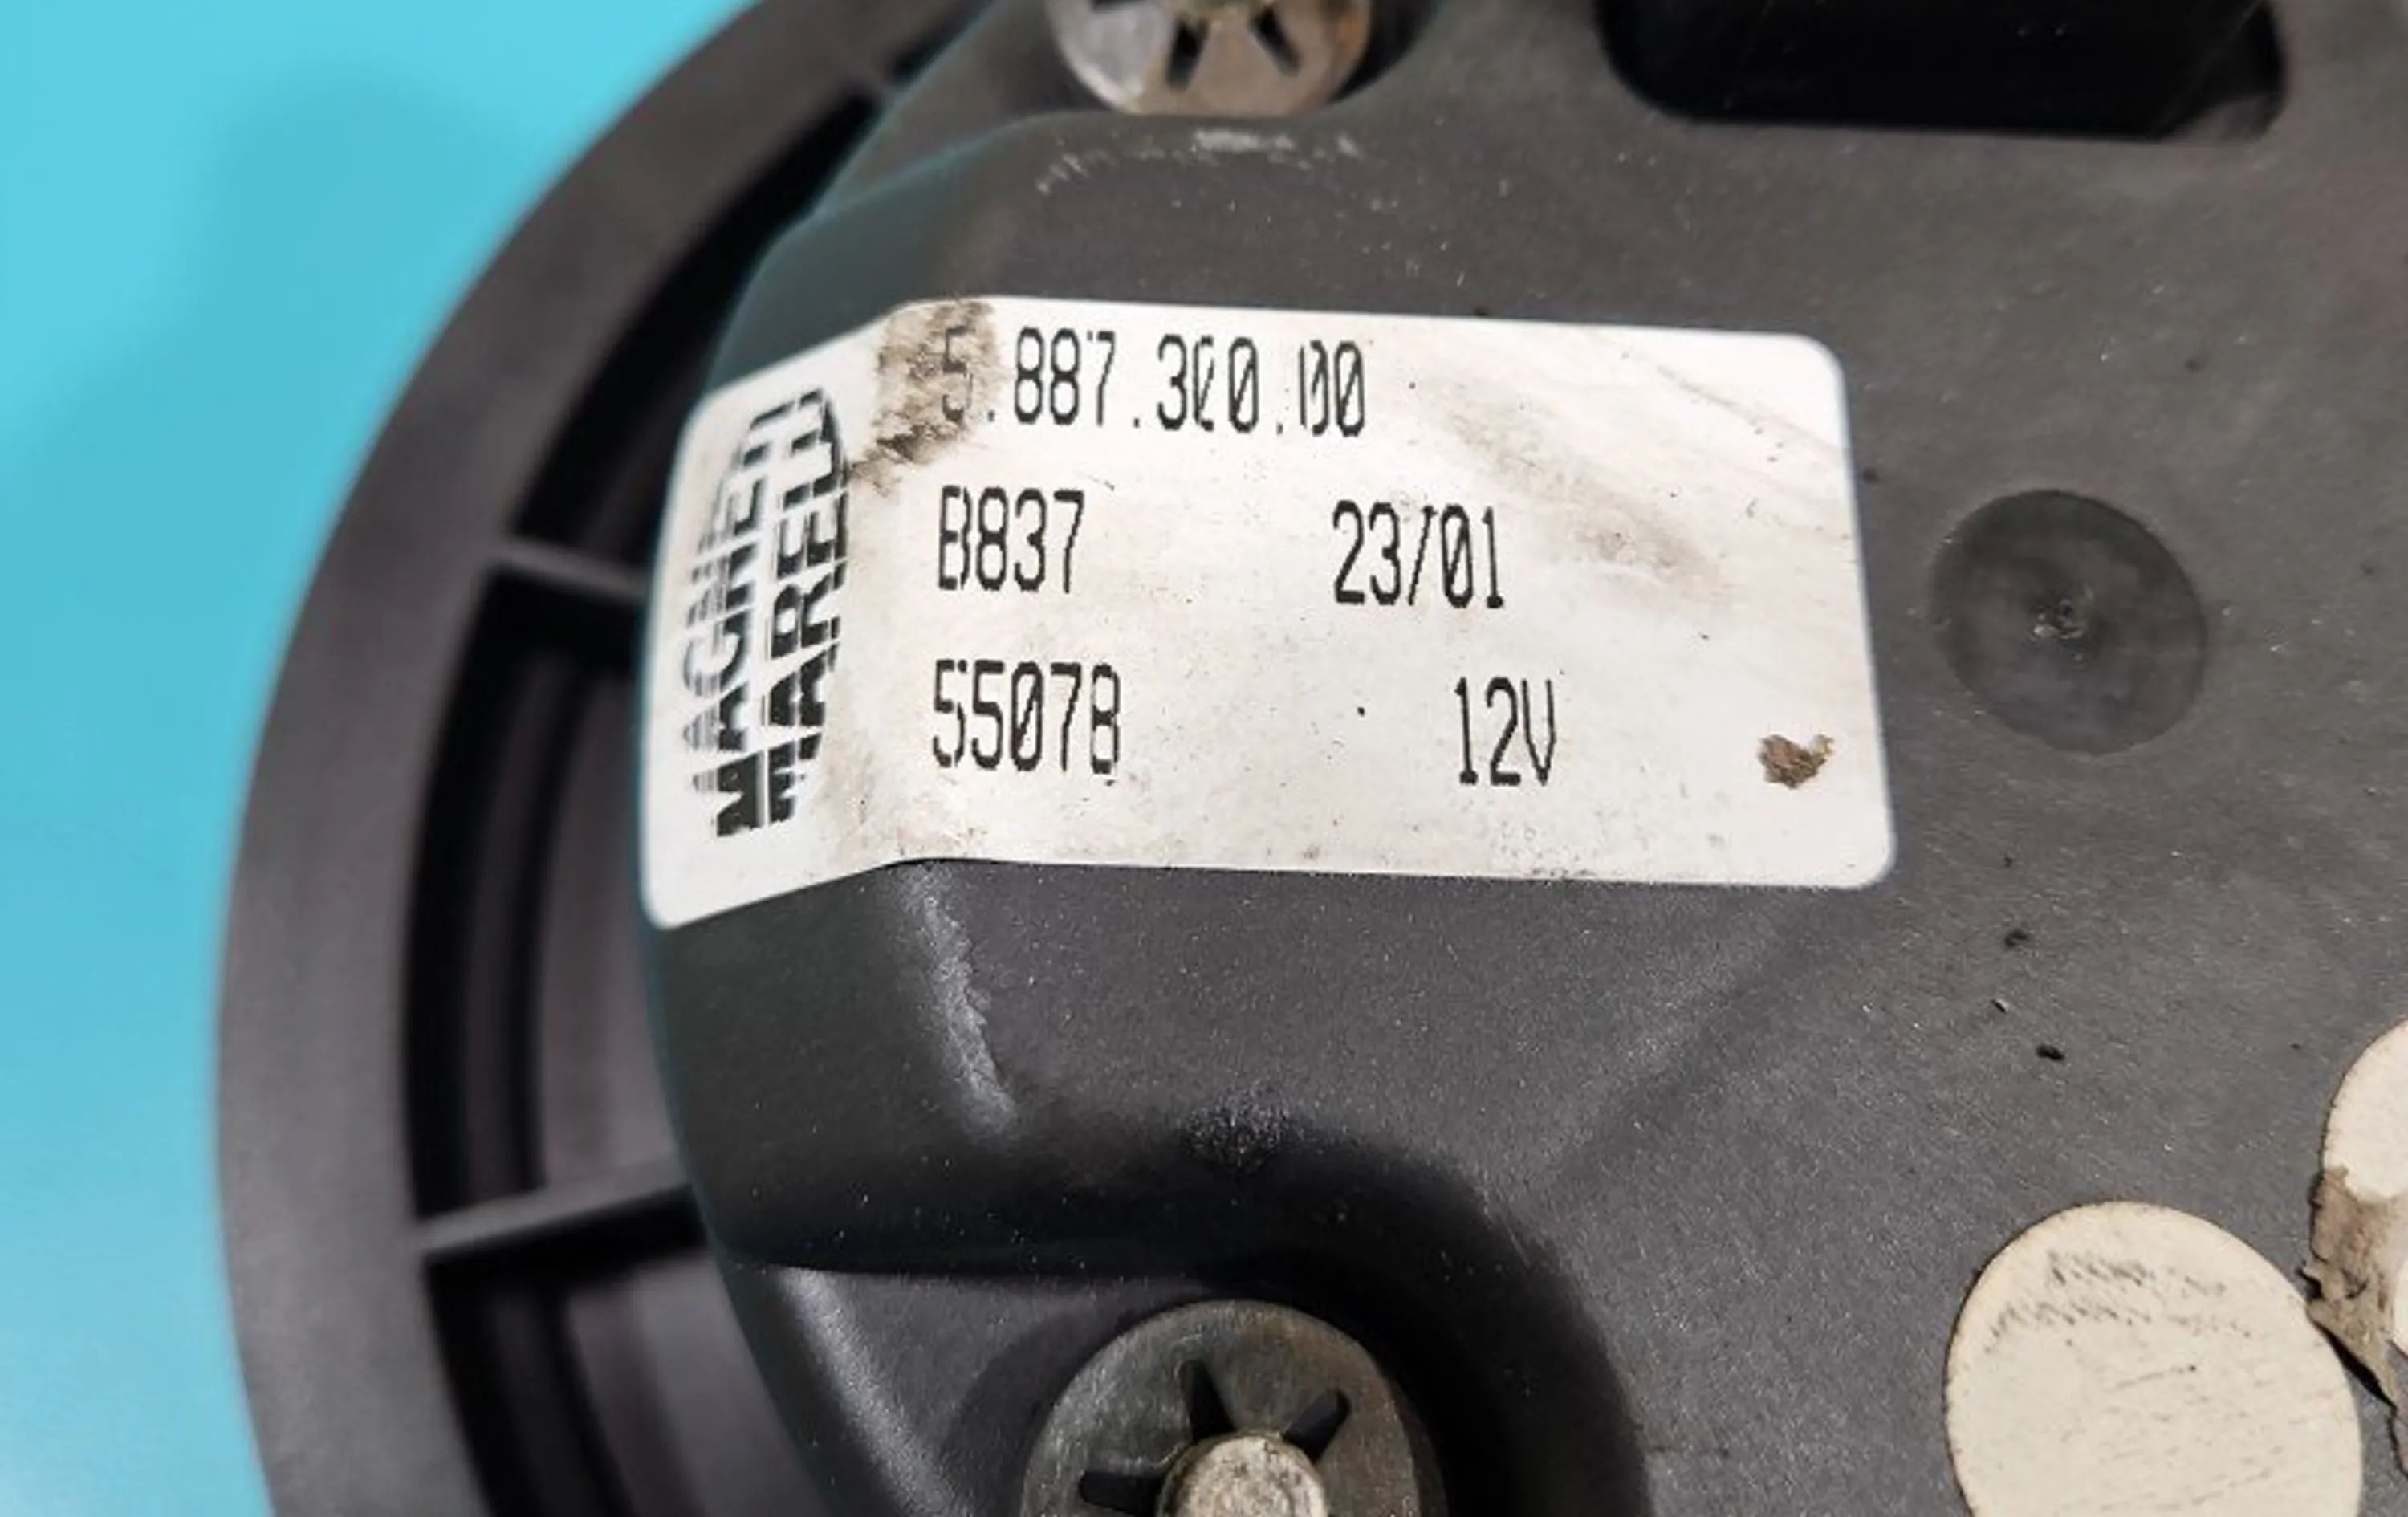 MAGNETI
MARELLI
5.887.300.00
B837 23/01
55078 12V